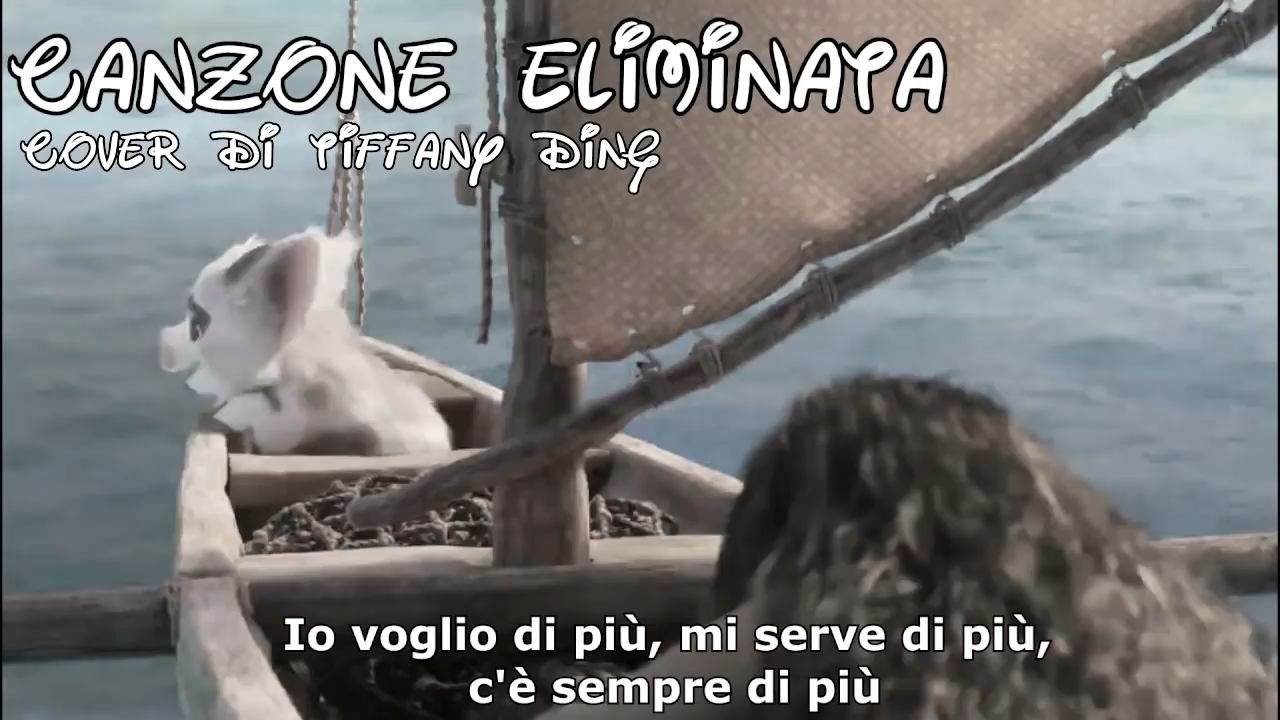 CANZONE ELIMINATA
COVER DI TIFFANY DING
Io voglio di più, mi serve di più,
c'è sempre di più